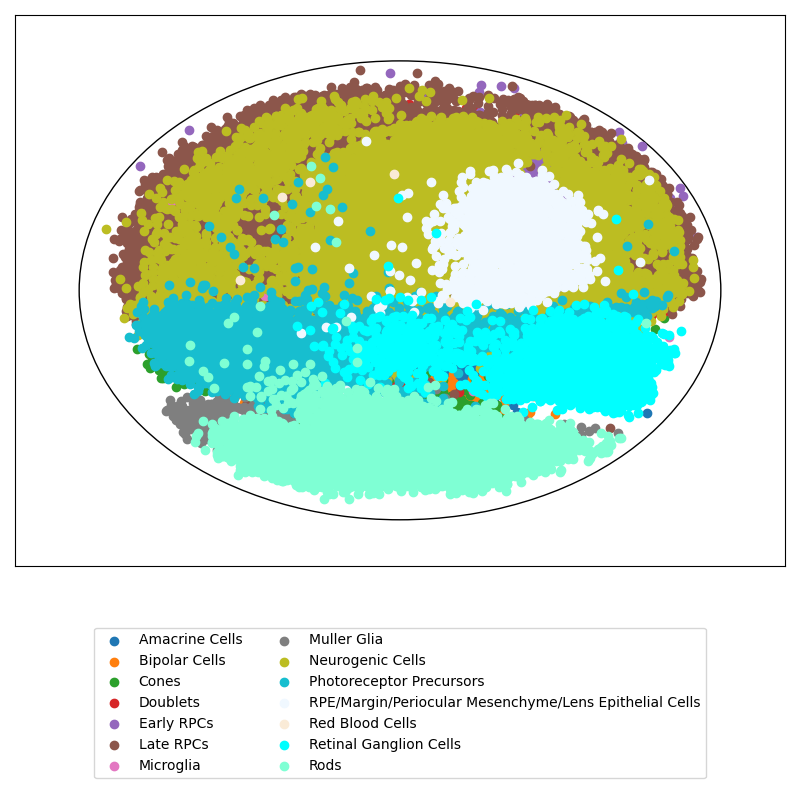 Amacrine Cells
Bipolar Cells
Cones
Doublets
Early RPCs
Late RPCs
Microglia
Muller Glia
Neurogenic Cells
Photoreceptor Precursors
RPE/Margin/Periocular Mesenchyme/Lens Epithelial Cells
Red Blood Cells
Retinal Ganglion Cells
Rods